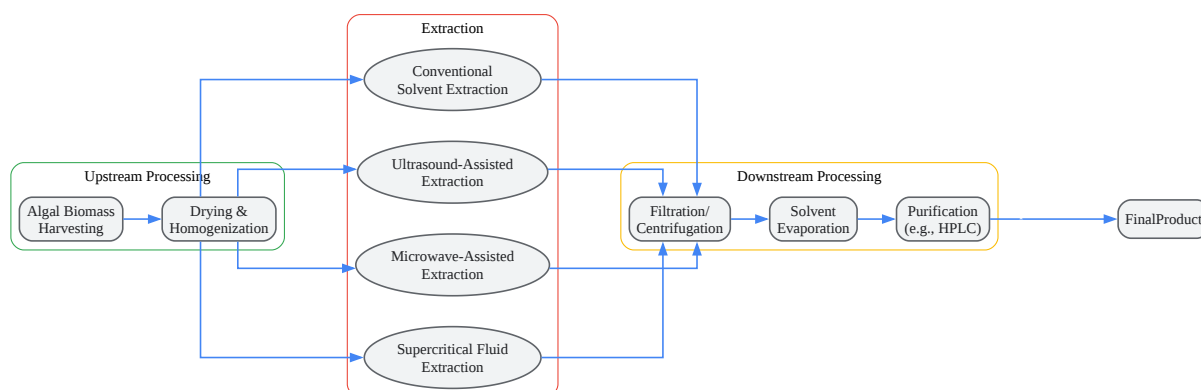 Extraction
Conventional
Solvent Extraction
Ultrasound-Assisted
Extraction
Upstream Processing
Downstream Processing
Algal Biomass
Harvesting
Drying &
Homogenization
Filtration/
Centrifugation
Solvent
Evaporation
Purification
(e.g., HPLC)
FinalProduct
Microwave-Assisted
Extraction
Supercritical Fluid
Extraction